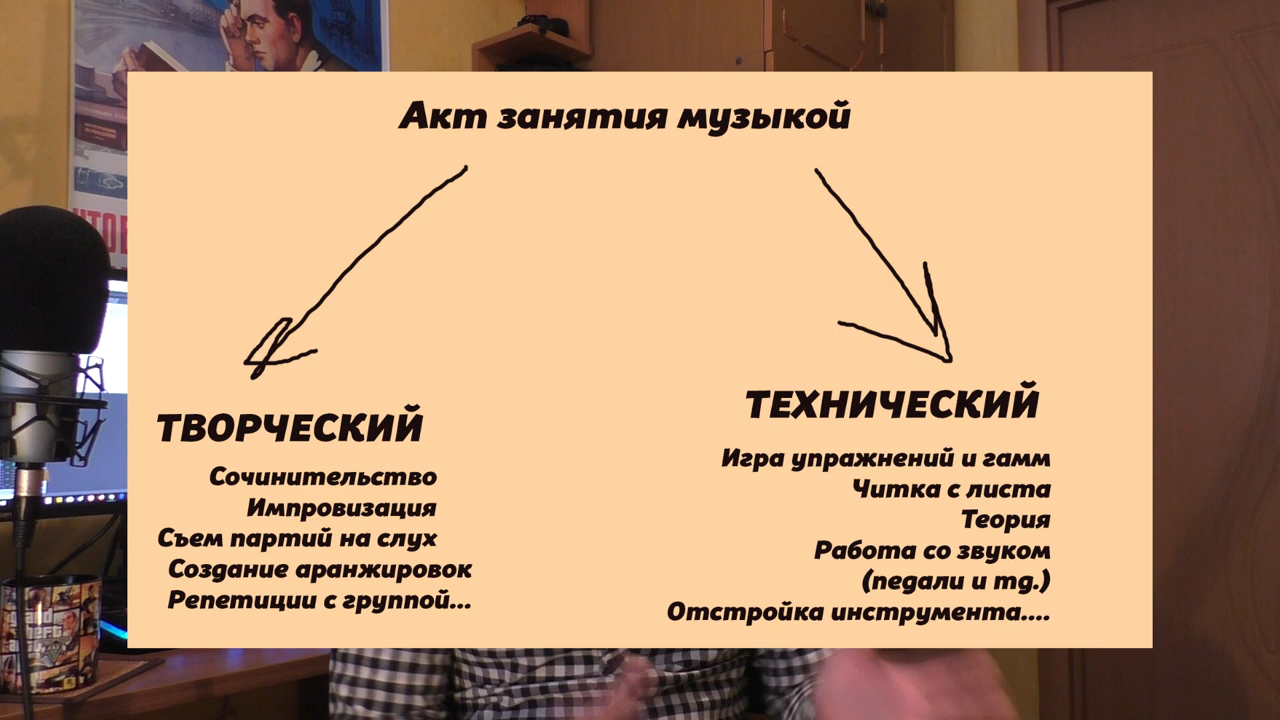 Акт занятия музыкой
ТВОРЧЕСКИЙ
Сочинительство
Импровизация
Съем партий на слух
Создание аранжировок
Репетиции с группой...
ТЕХНИЧЕСКИЙ
Игра упражнений и гамм
Читка с листа
Теория
Работа со звуком
(педали и тд.)
Отстройка инструмента....